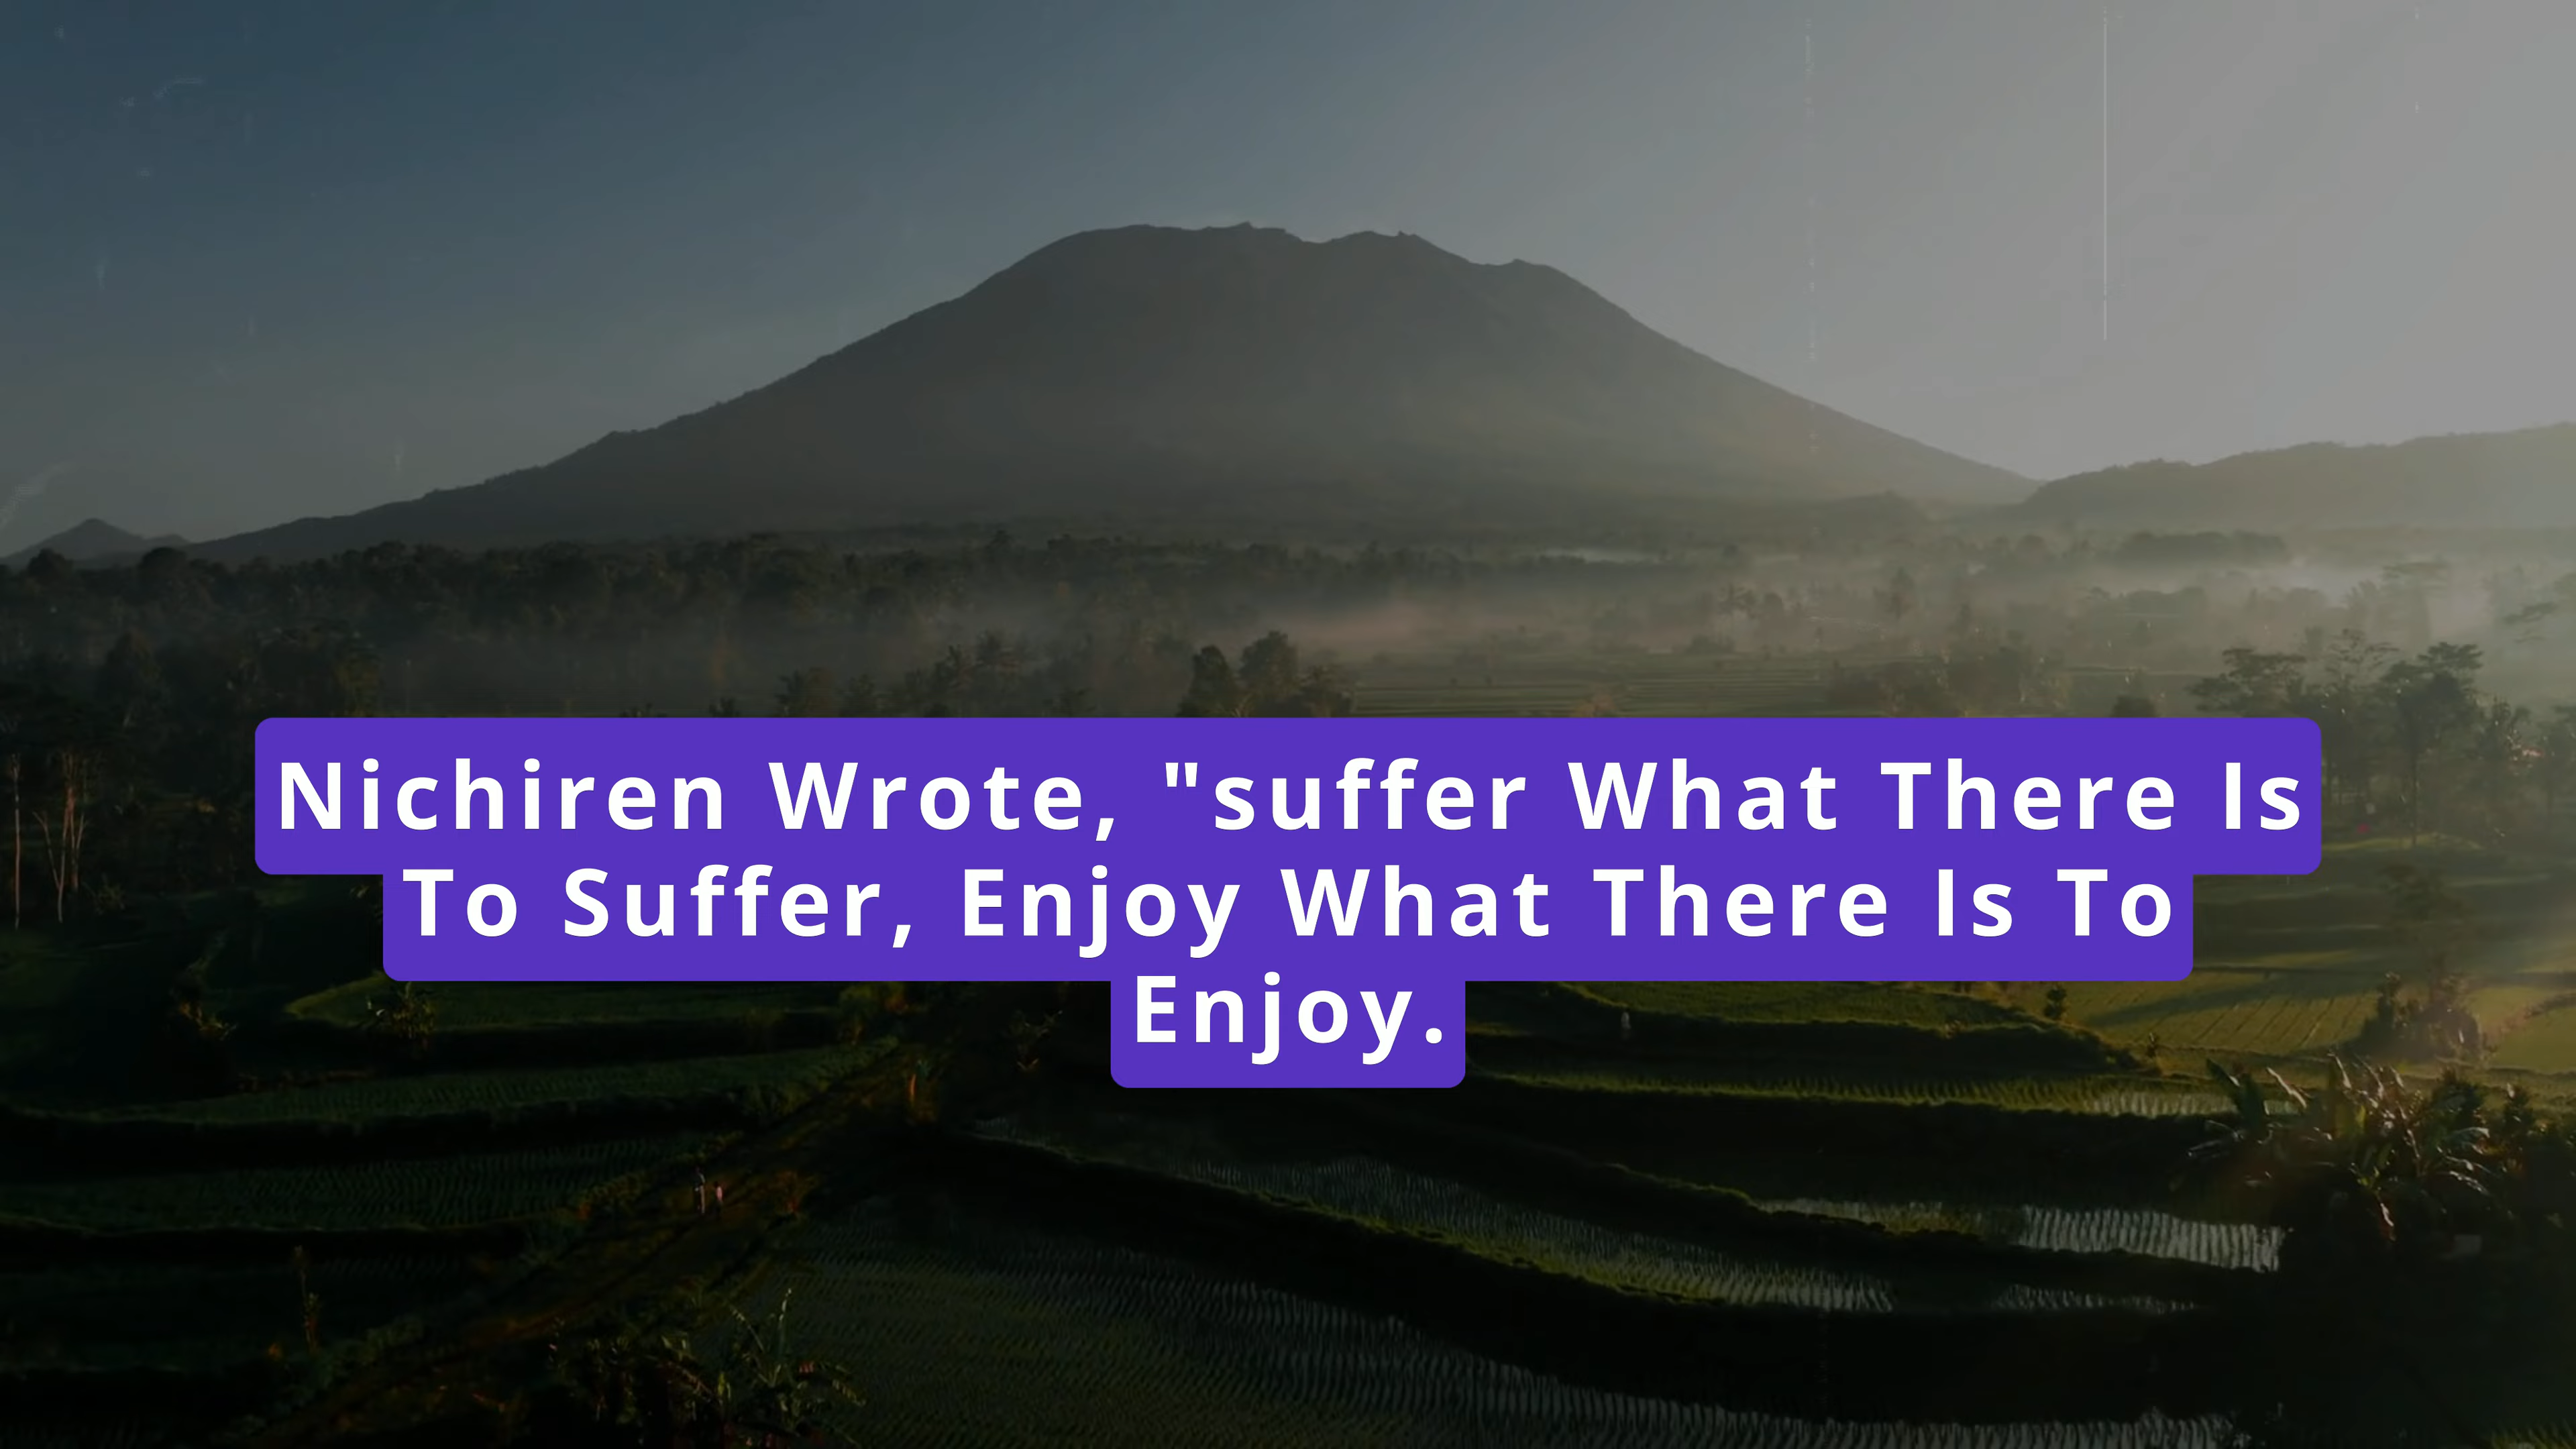 Nichiren Wrote, "suffer What There Is
To Suffer, Enjoy What There Is To
Enjoy.